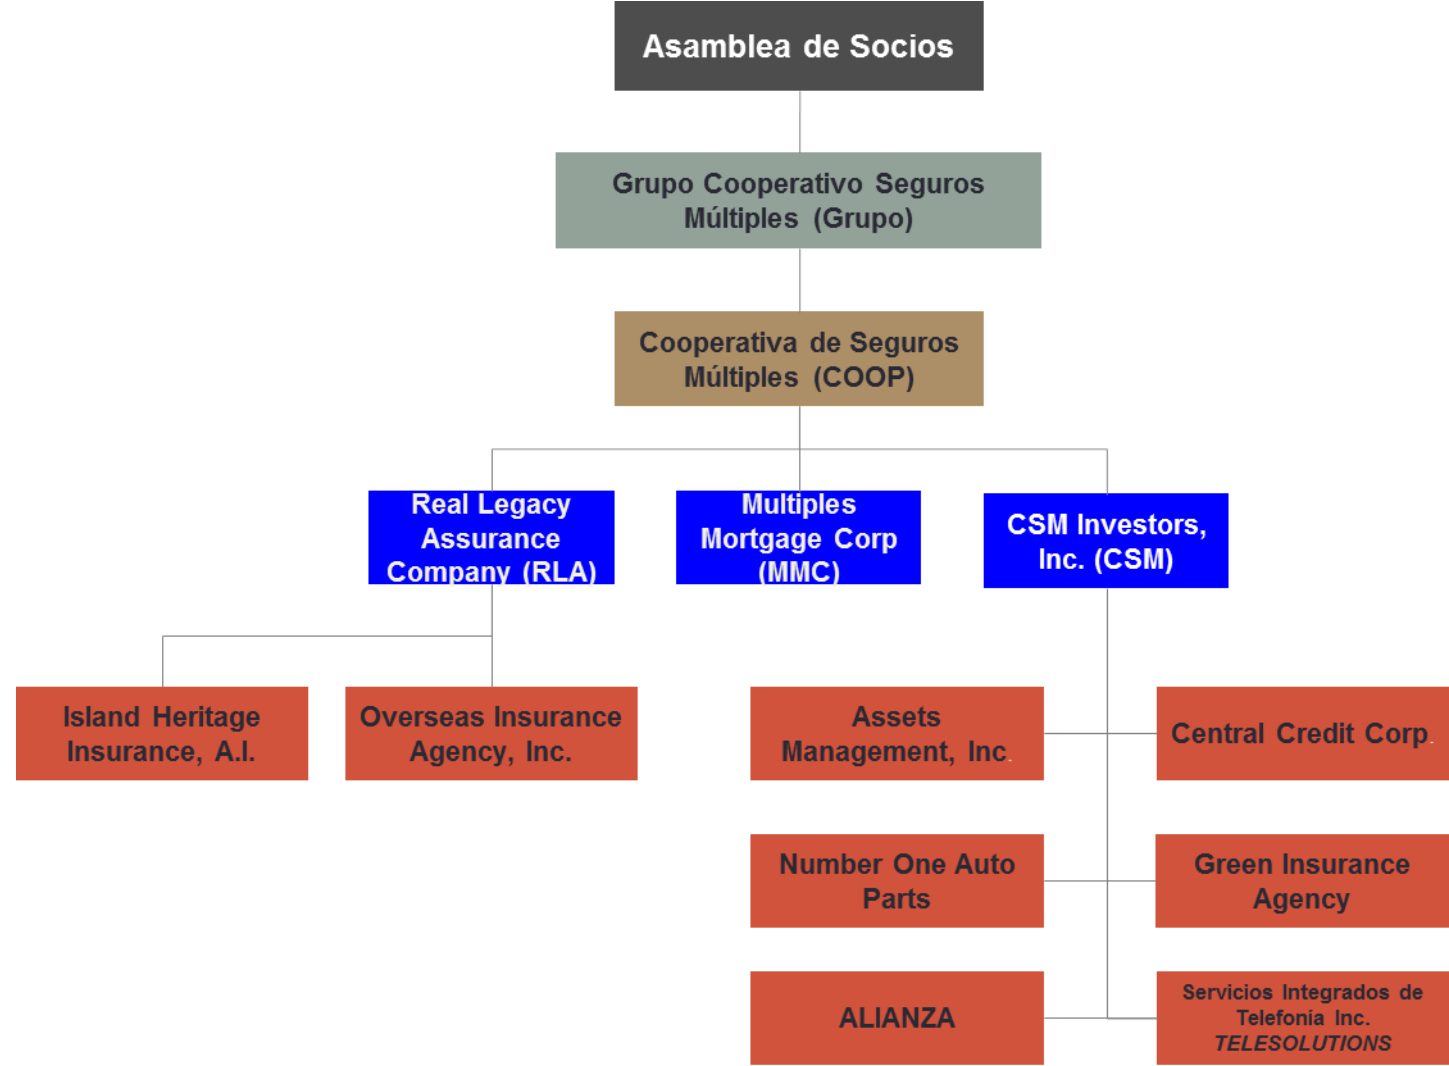 Asamblea de Socios
Grupo Cooperativo Seguros
Múltiples (Grupo)
Cooperativa de Seguros
Múltiples (COOP)
Real Legacy
Assurance
Company (RLA)
Multiples
Mortgage Corp
(MMC)
CSM Investors,
Inc. (CSM)
Island Heritage
Insurance, A.I.
Overseas Insurance
Agency, Inc.
Assets
Management, Inc.
Central Credit Corp.
Number One Auto
Parts
Green Insurance
Agency
ALIANZA
Servicios Integrados de
Telefonía Inc.
TELESOLUTIONS